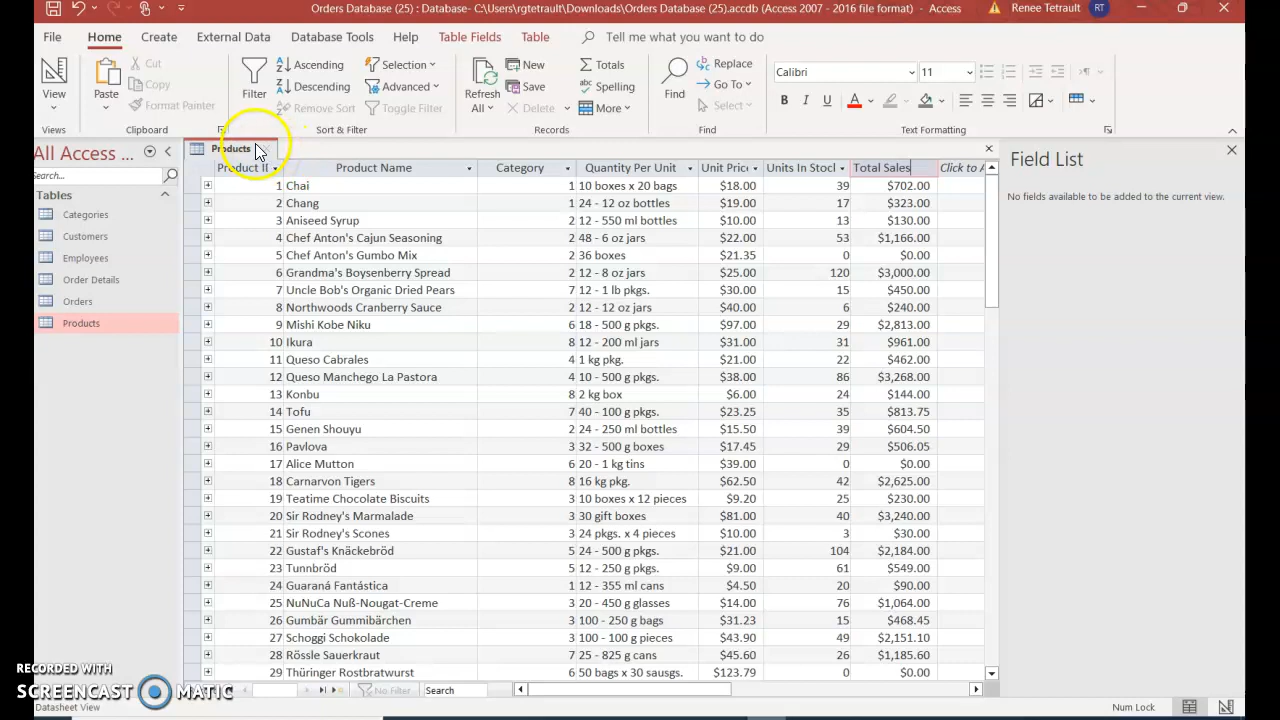 Orders Database (25) : Database- C:\Users\rgtetrault\Downloads\Orders Database (25).accdb (Access 2007 - 2016 file format) - Access
Renee Tetrault RT
File Home Create External Data Database Tools Help Table Fields Table Tell me what you want to do
View
Views
Paste
Cut
Copy
Format Painter
Clipboard
Filter
Ascending
Descending
Remove Sort
Selection
Advanced
Toggle Filter
Sort & Filter
Refresh
All
New
Save
Delete
Totals
Spelling
More
Records
Find
Replace
Go To
Select
Find
Calibri 11
B I U A
Text Formatting
All Access ...
Search...
Tables
Categories
Customers
Employees
Order Details
Orders
Products
Products
Product ID Product Name Category Quantity Per Unit Unit Price Units In Stock Total Sales Click to A
1 Chai 1 10 boxes x 20 bags $18.00 39 $702.00
2 Chang 1 24 - 12 oz bottles $19.00 17 $323.00
3 Aniseed Syrup 2 12 - 550 ml bottles $10.00 13 $130.00
4 Chef Anton's Cajun Seasoning 2 48 - 6 oz jars $22.00 53 $1,166.00
5 Chef Anton's Gumbo Mix 2 36 boxes $21.35 0 $0.00
6 Grandma's Boysenberry Spread 2 12 - 8 oz jars $25.00 120 $3,000.00
7 Uncle Bob's Organic Dried Pears 7 12 - 1 lb pkgs. $30.00 15 $450.00
8 Northwoods Cranberry Sauce 2 12 - 12 oz jars $40.00 6 $240.00
9 Mishi Kobe Niku 6 18 - 500 g pkgs. $97.00 29 $2,813.00
10 Ikura 8 12 - 200 ml jars $31.00 31 $961.00
11 Queso Cabrales 4 1 kg pkg. $21.00 22 $462.00
12 Queso Manchego La Pastora 4 10 - 500 g pkgs. $38.00 86 $3,268.00
13 Konbu 8 2 kg box $6.00 24 $144.00
14 Tofu 7 40 - 100 g pkgs. $23.25 35 $813.75
15 Genen Shouyu 2 24 - 250 ml bottles $15.50 39 $604.50
16 Pavlova 3 32 - 500 g boxes $17.45 29 $506.05
17 Alice Mutton 6 20 - 1 kg tins $39.00 0 $0.00
18 Carnarvon Tigers 8 16 kg pkg. $62.50 42 $2,625.00
19 Teatime Chocolate Biscuits 3 10 boxes x 12 pieces $9.20 25 $230.00
20 Sir Rodney's Marmalade 3 30 gift boxes $81.00 40 $3,240.00
21 Sir Rodney's Scones 3 24 pkgs. x 4 pieces $10.00 3 $30.00
22 Gustaf's Knäckebröd 5 24 - 500 g pkgs. $21.00 104 $2,184.00
23 Tunnbröd 5 12 - 250 g pkgs. $9.00 61 $549.00
24 Guaraná Fantástica 1 12 - 355 ml cans $4.50 20 $90.00
25 NuNuCa Nuß-Nougat-Creme 3 20 - 450 g glasses $14.00 76 $1,064.00
26 Gumbär Gummibärchen 3 100 - 250 g bags $31.23 15 $468.45
27 Schoggi Schokolade 3 100 - 100 g pieces $43.90 49 $2,151.10
28 Rössle Sauerkraut 7 25 - 825 g cans $45.60 26 $1,185.60
29 Thüringer Rostbratwurst 6 50 bags x 30 sausgs. $123.79 0 $0.00
No Filter Search
Field List
No fields available to be added to the current view.
RECORDED WITH
SCREENCAST MATIC
Datasheet View
Num Lock